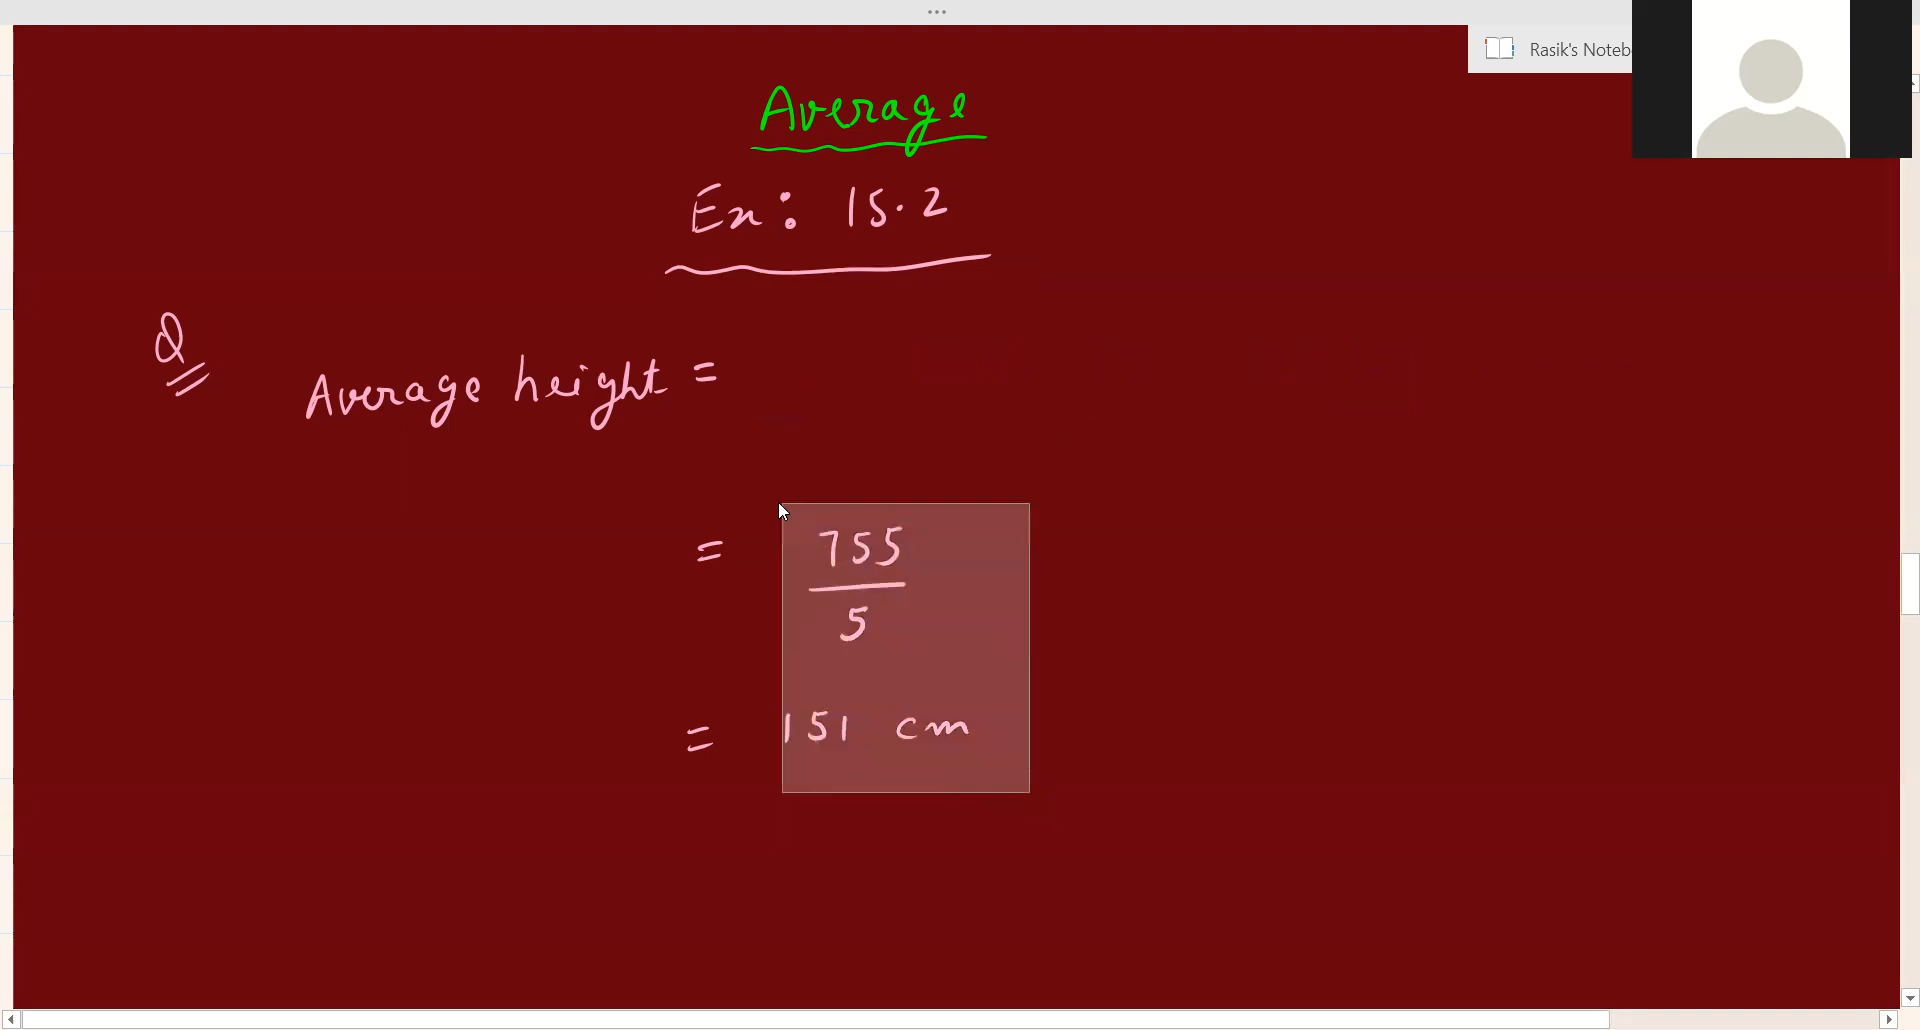 Rasik's Noteb
Average
Ex: 15.2
Q
Average height =
= 755
5
= 151 cm